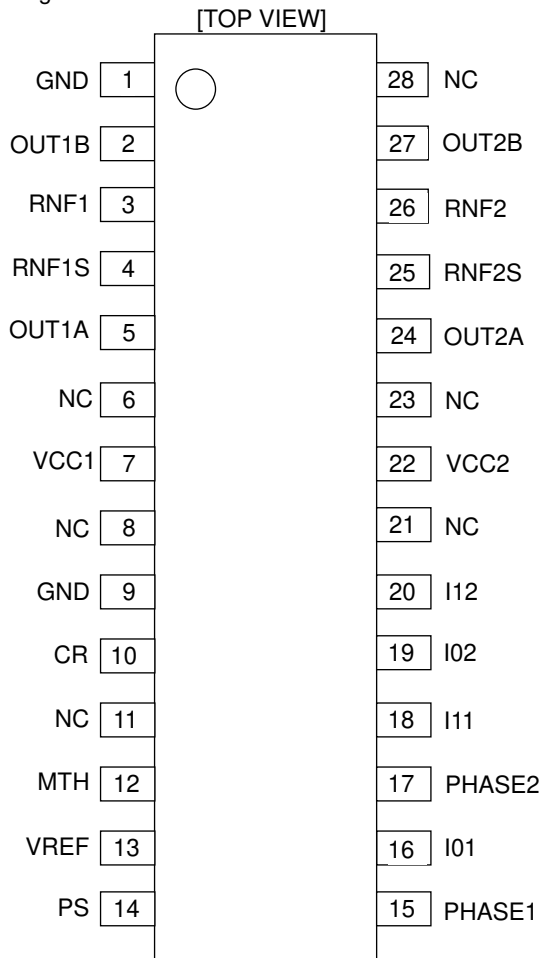 [TOP VIEW]
GND 1 28 NC
OUT1B 2 27 OUT2B
RNF1 3 26 RNF2
RNF1S 4 25 RNF2S
OUT1A 5 24 OUT2A
NC 6 23 NC
VCC1 7 22 VCC2
NC 8 21 NC
GND 9 20 I12
CR 10 19 I02
NC 11 18 I11
MTH 12 17 PHASE2
VREF 13 16 I01
PS 14 15 PHASE1